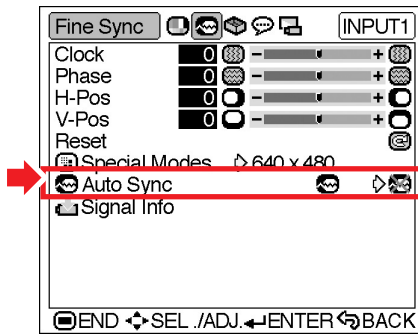 Fine Sync INPUT1
Clock 0 - +
Phase 0 - +
H-Pos 0 - +
V-Pos 0 - +
Reset
Special Modes 640 x 480
Auto Sync
Signal Info
END SEL ./ADJ. ENTER BACK